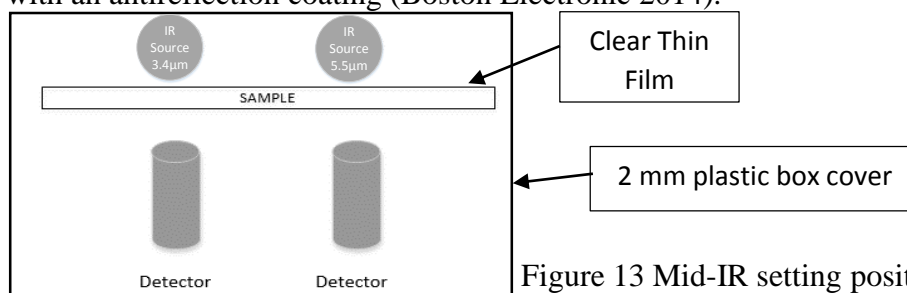 with an antireflection coating (Boston Electronic 2014).
IR
Source
3.4µm
IR
Source
5.5µm
Clear Thin
Film
SAMPLE
2 mm plastic box cover
Detector
Detector
Figure 13 Mid-IR setting posit